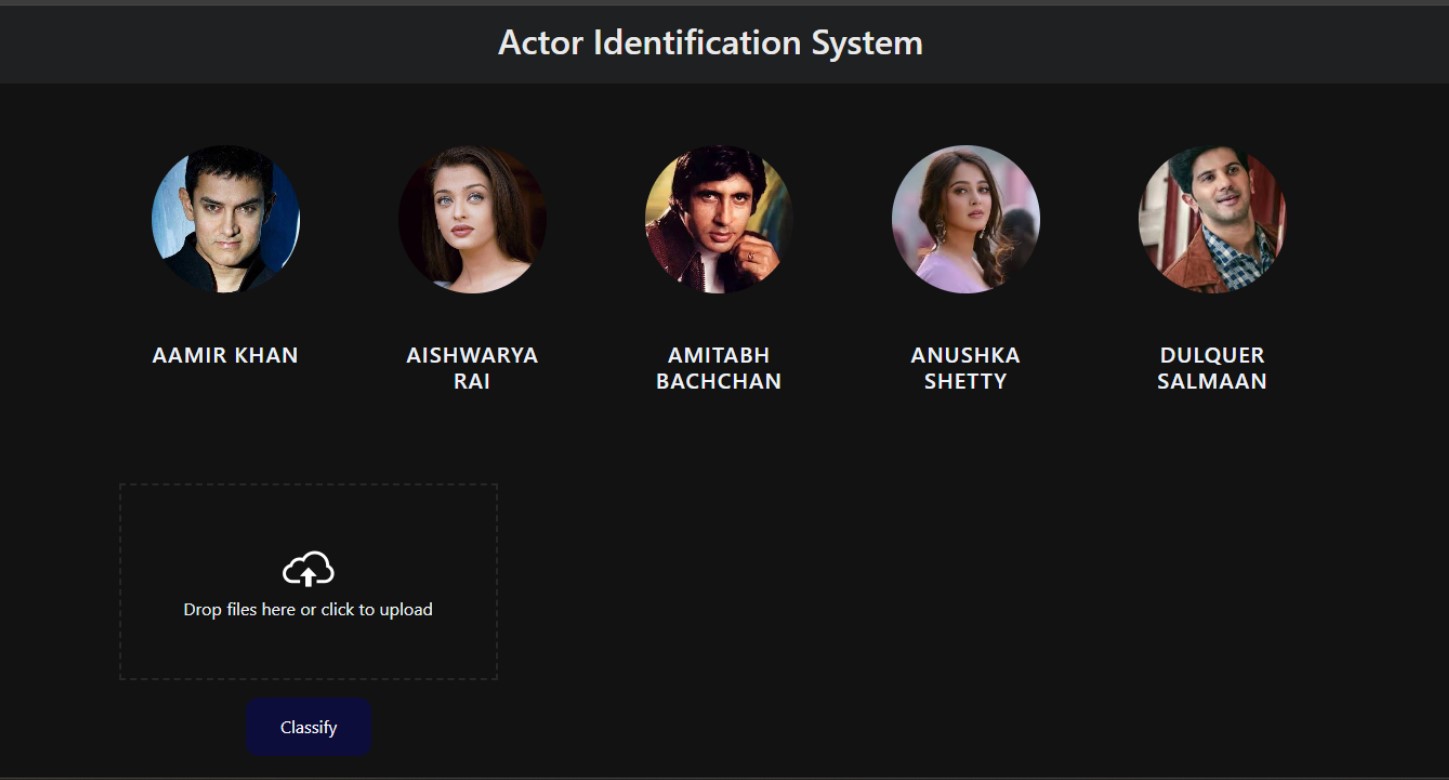 Actor Identification System
AAMIR KHAN
AISHWARYA
RAI
AMITABH
BACHCHAN
ANUSHKA
SHETTY
DULQUER
SALMAAN
Drop files here or click to upload
Classify